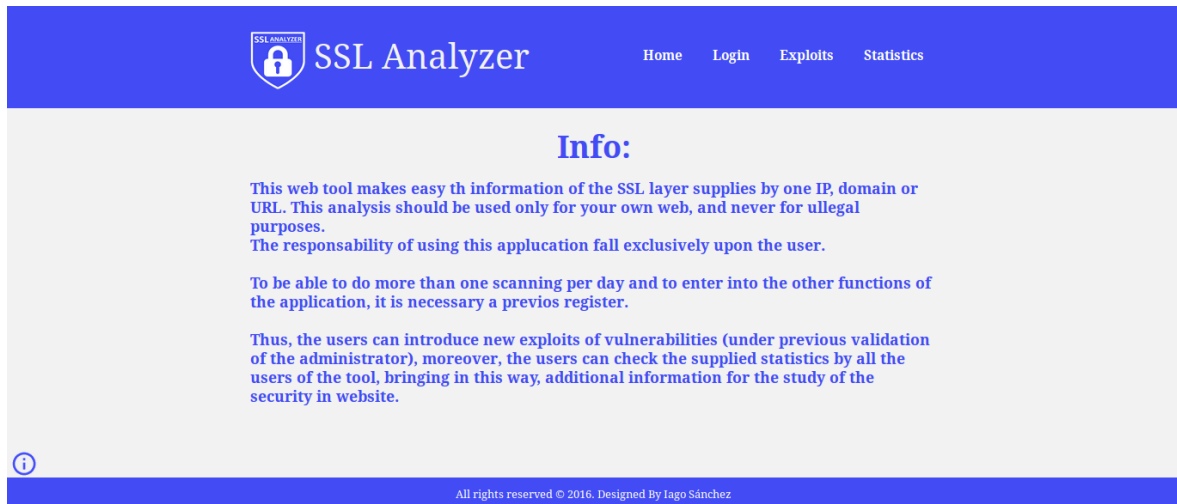 SSL ANALYZER
SSL Analyzer
Home Login Exploits Statistics
Info:
This web tool makes easy th information of the SSL layer supplies by one IP, domain or
URL. This analysis should be used only for your own web, and never for ullegal
purposes.
The responsability of using this applucation fall exclusively upon the user.
To be able to do more than one scanning per day and to enter into the other functions of
the application, it is necessary a previos register.
Thus, the users can introduce new exploits of vulnerabilities (under previous validation
of the administrator), moreover, the users can check the supplied statistics by all the
users of the tool, bringing in this way, additional information for the study of the
security in website.
All rights reserved © 2016. Designed By Iago Sánchez